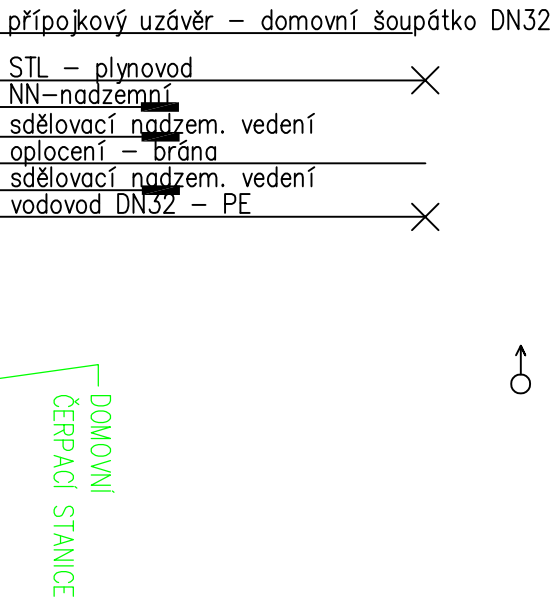 přípojkový uzávěr – domovní šoupátko DN32
STL – plynovod
NN–nadzemní
sdělovací nadzem. vedení
oplocení – brána
sdělovací nadzem. vedení
vodovod DN32 – PE
DOMOVNÍ
ČERPACÍ STANICE